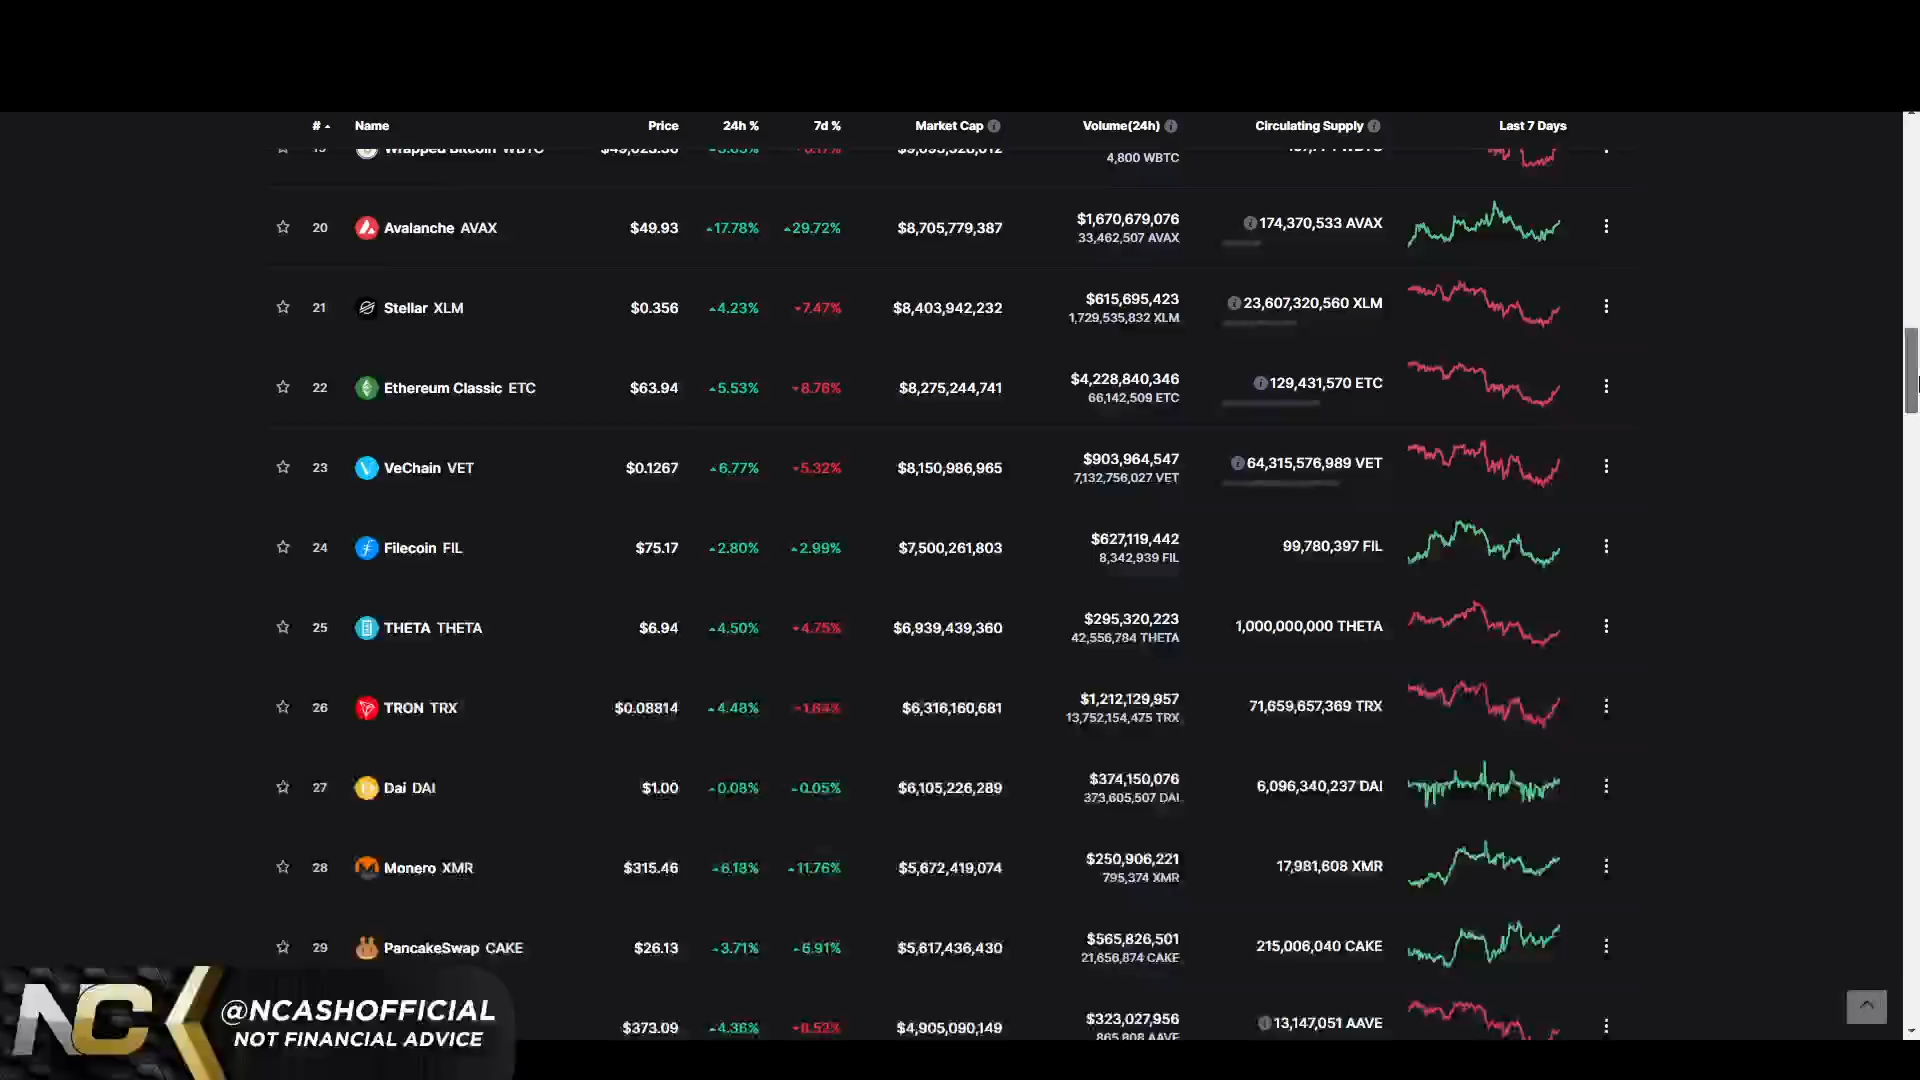 # Name Price 24h % 7d % Market Cap Volume(24h) Circulating Supply Last 7 Days
Wrapped Bitcoin WBTC
4,800 WBTC
20 Avalanche AVAX $49.93 17.78% 29.72% $8,705,779,387 $1,670,679,076 174,370,533 AVAX
33,462,507 AVAX
21 Stellar XLM $0.356 4.23% 7.47% $8,403,942,232 $615,695,423 23,607,320,560 XLM
1,729,535,832 XLM
22 Ethereum Classic ETC $63.94 5.53% 8.76% $8,275,244,741 $4,228,840,346 129,431,570 ETC
66,142,509 ETC
23 VeChain VET $0.1267 6.77% 5.32% $8,150,986,965 $903,964,547 64,315,576,989 VET
7,132,756,027 VET
24 Filecoin FIL $75.17 2.80% 2.99% $7,500,261,803 $627,119,442 99,780,397 FIL
8,342,939 FIL
25 THETA THETA $6.94 4.50% 4.75% $6,939,439,360 $295,320,223 1,000,000,000 THETA
42,556,784 THETA
26 TRON TRX $0.08814 4.48% $6,316,160,681 $1,212,129,957 71,659,657,369 TRX
13,752,154,475 TRX
27 Dai DAI $1.00 0.08% 0.05% $6,105,226,289 $374,150,076 6,096,340,237 DAI
373,605,507 DAI
28 Monero XMR $315.46 6.13% 11.76% $5,672,419,074 $250,906,221 17,981,608 XMR
795,374 XMR
29 PancakeSwap CAKE $26.13 3.71% 6.91% $5,617,436,430 $565,826,501 215,006,040 CAKE
21,656,874 CAKE
$373.09 4.36% 8.52% $4,905,090,149 $323,027,956 13,147,051 AAVE
865,808 AAVE
NC
@NCASHOFFICIAL
NOT FINANCIAL ADVICE